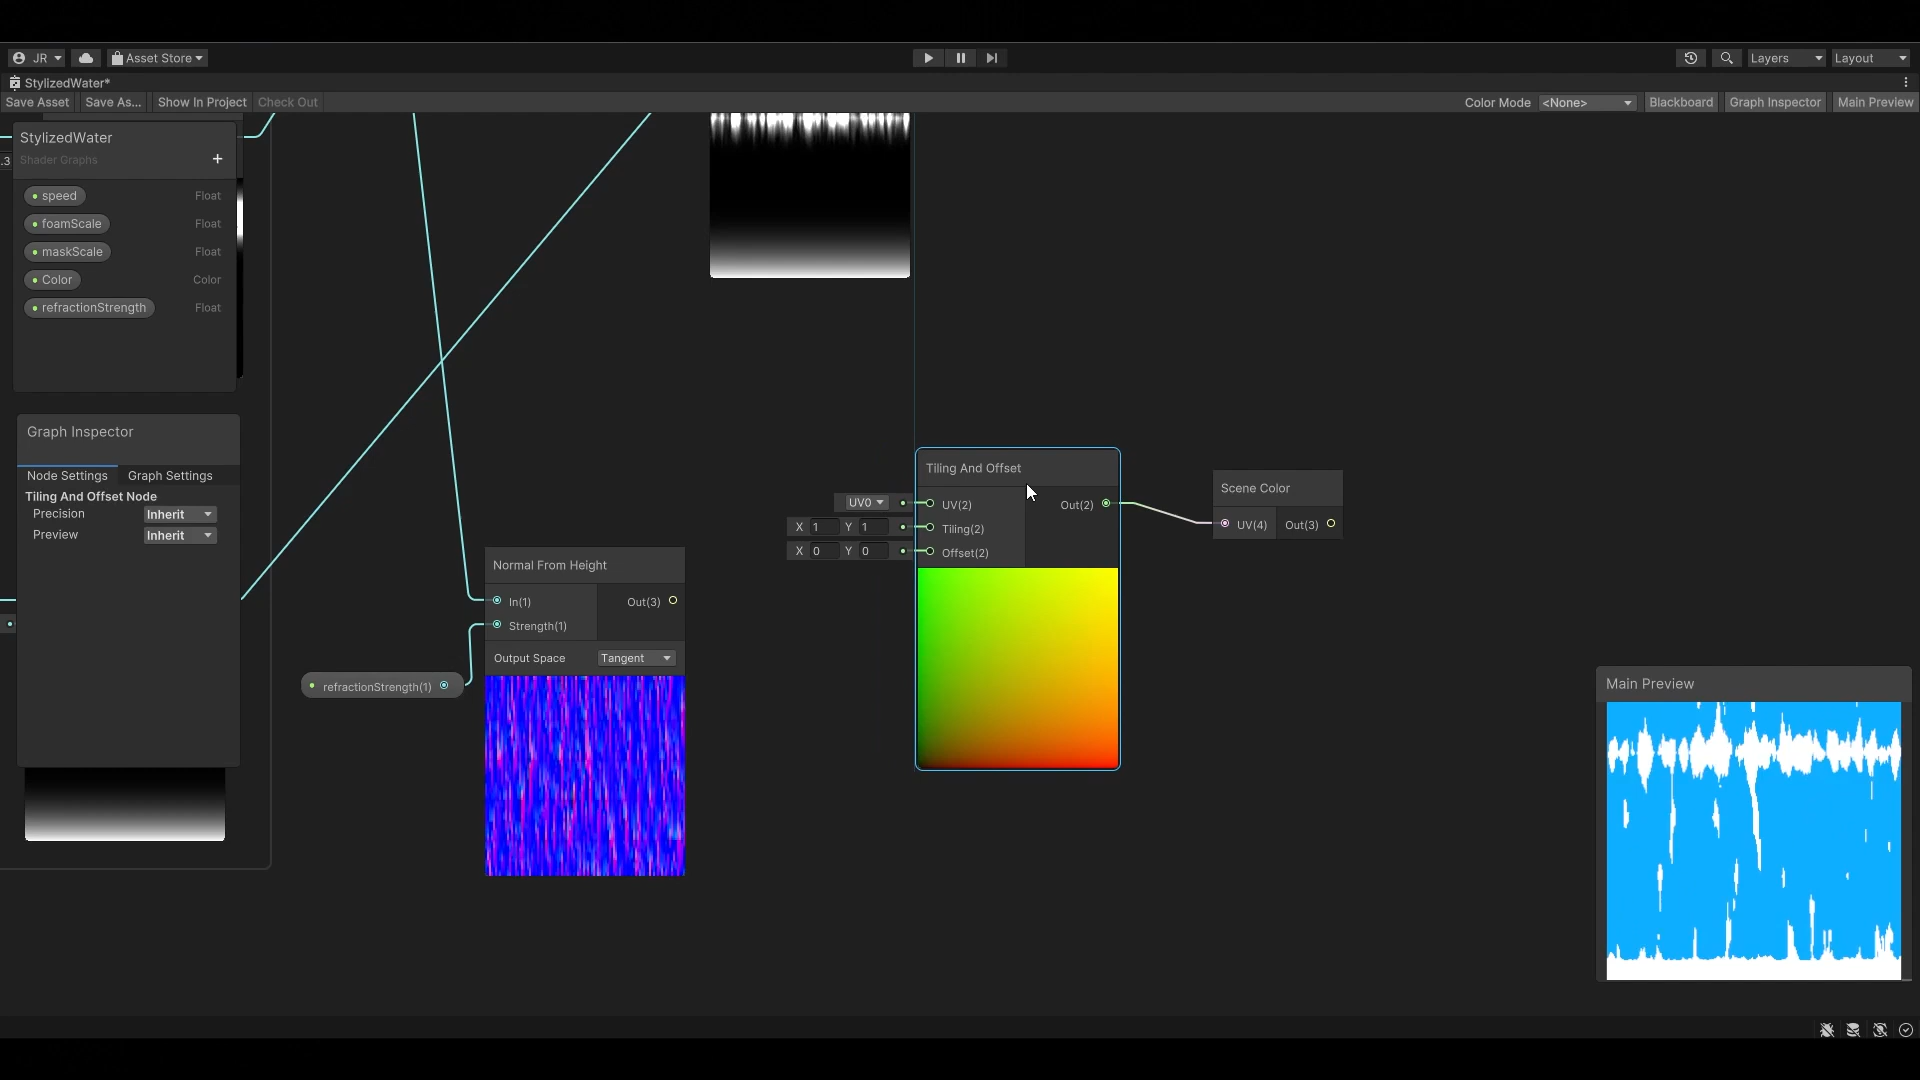 JR
Asset Store
Layers
Layout
StylizedWater*
Save Asset
Save As...
Show In Project
Check Out
Color Mode
<None>
Blackboard
Graph Inspector
Main Preview
StylizedWater
Shader Graphs
+
.3
speed Float
foamScale Float
maskScale Float
Color Color
refractionStrength Float
Graph Inspector
Node Settings
Graph Settings
Tiling And Offset Node
Precision Inherit
Preview Inherit
Normal From Height
In(1) Out(3)
Strength(1)
Output Space Tangent
refractionStrength(1)
Tiling And Offset
UV0 UV(2) Out(2)
X 1 Y 1 Tiling(2)
X 0 Y 0 Offset(2)
Scene Color
UV(4) Out(3)
Main Preview